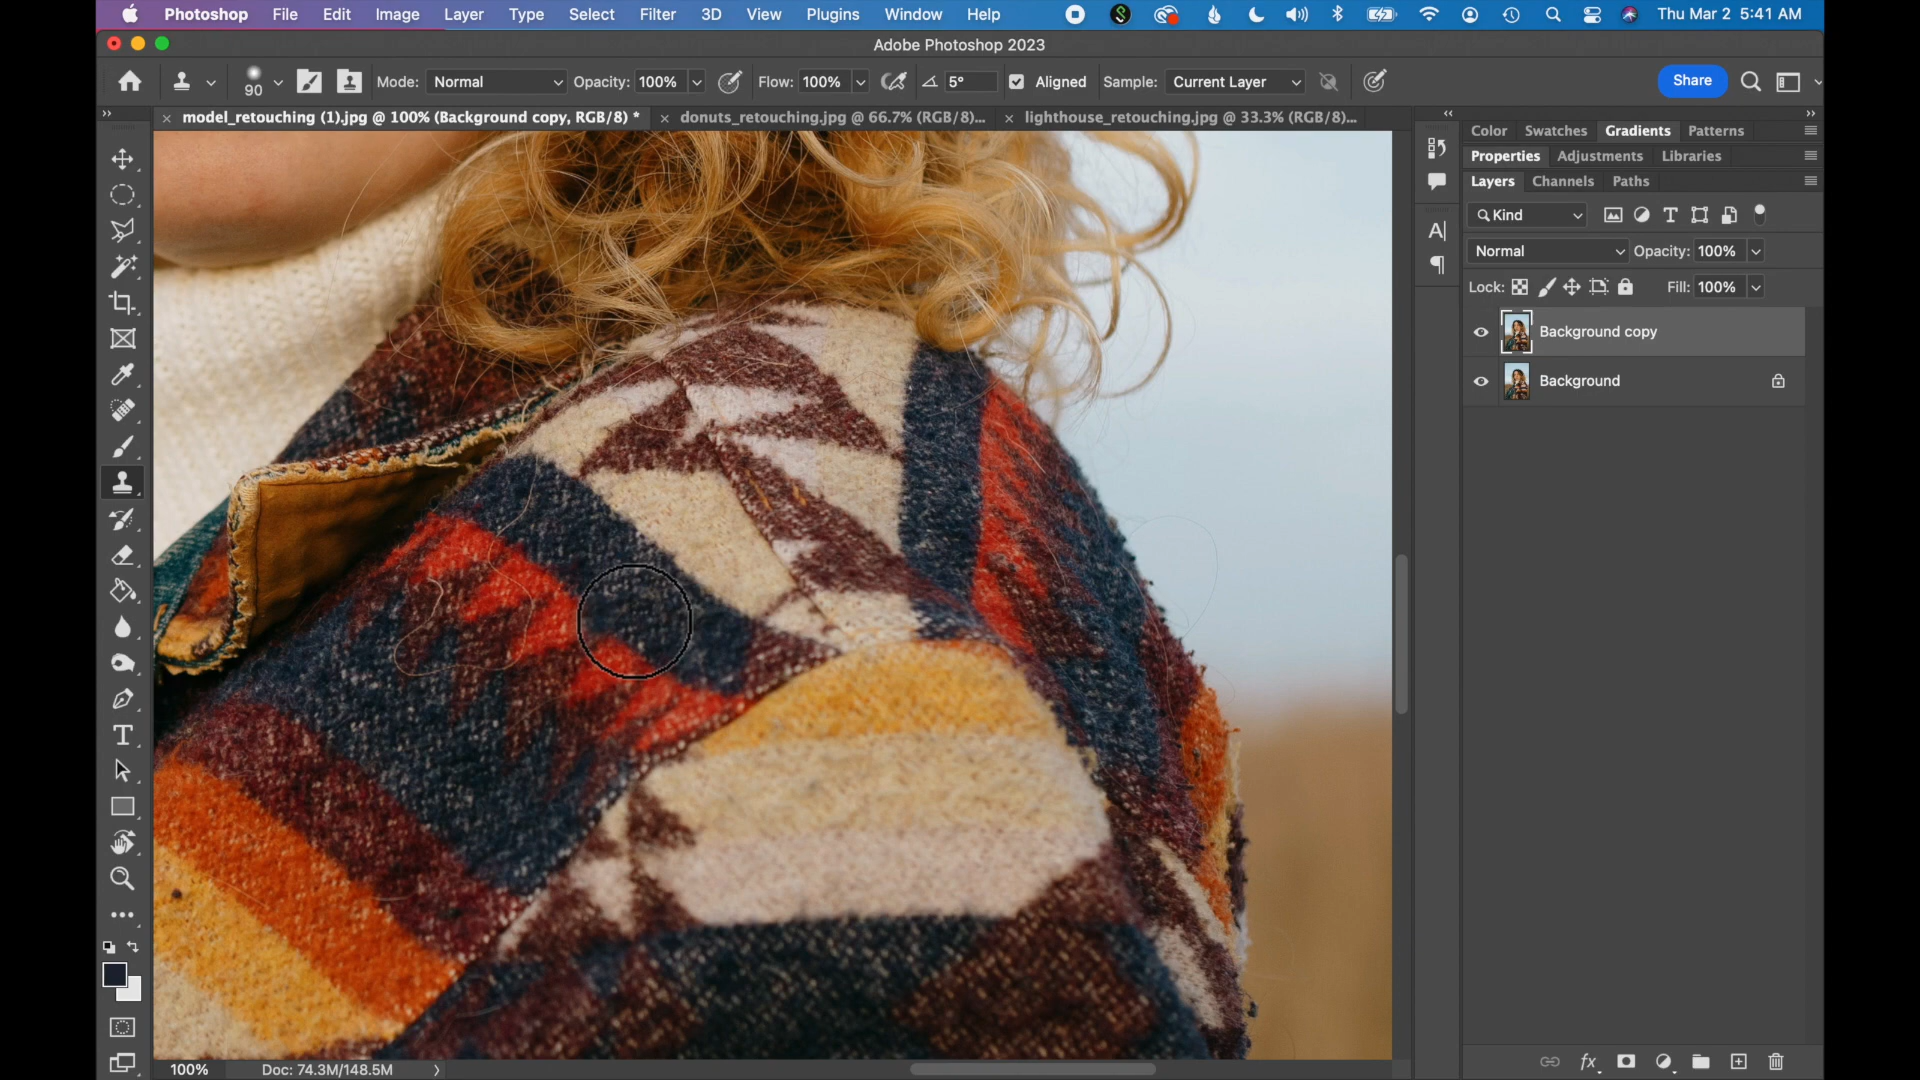 Photoshop File Edit Image Layer Type Select Filter 3D View Plugins Window Help Thu Mar 2 5:41 AM
Adobe Photoshop 2023
90 Mode: Normal Opacity: 100% Flow: 100% 5° Aligned Sample: Current Layer Share
model_retouching (1).jpg @ 100% (Background copy, RGB/8) * donuts_retouching.jpg @ 66.7% (RGB/8)... lighthouse_retouching.jpg @ 33.3% (RGB/8)...
Color Swatches Gradients Patterns
Properties Adjustments Libraries
Layers Channels Paths
Kind
Normal Opacity: 100%
Lock: Fill: 100%
Background copy
Background
100% Doc: 74.3M/148.5M